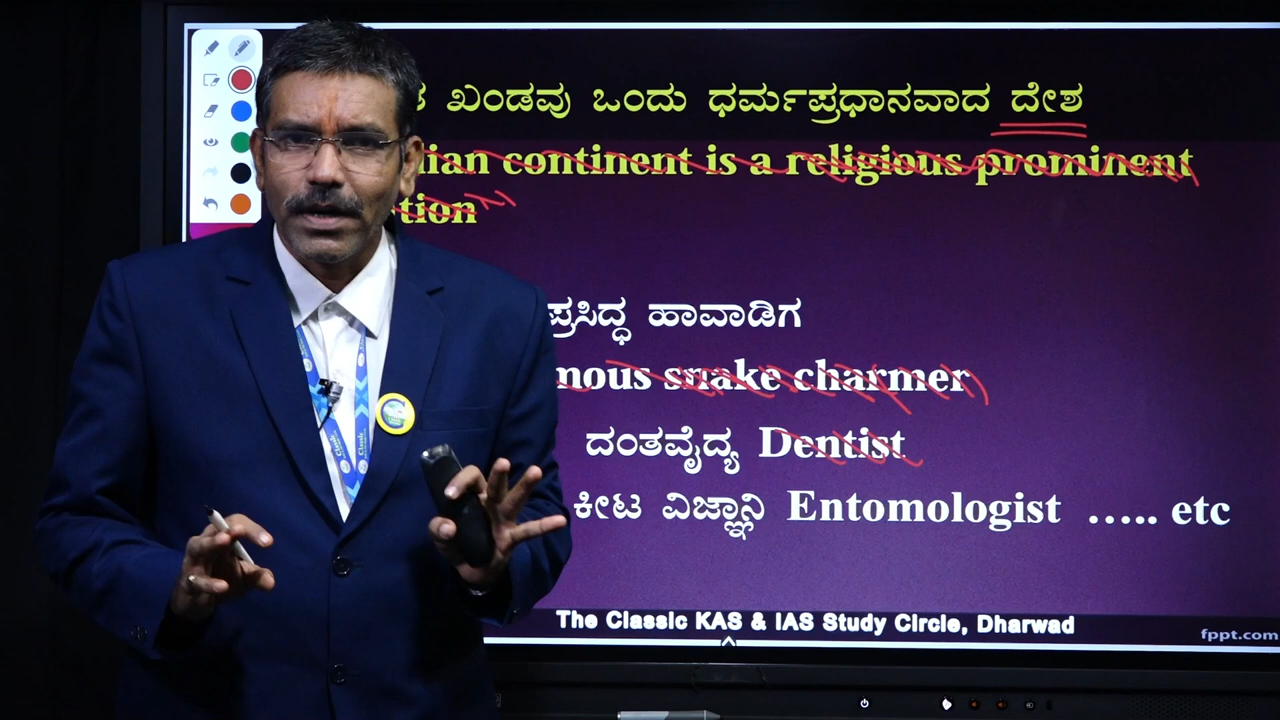 ಖಂಡವು ಒಂದು ಧರ್ಮಪ್ರಧಾನವಾದ ದೇಶ
continent is a religious prominent
ಪ್ರಸಿದ್ಧ ಹಾವಾಡಿಗ
snake charmer
ದಂತವೈದ್ಯ Dentist
ಕೀಟ ವಿಜ್ಞಾನಿ Entomologist ..... etc
The Classic KAS & IAS Study Circle, Dharwad
fppt.com
Classic